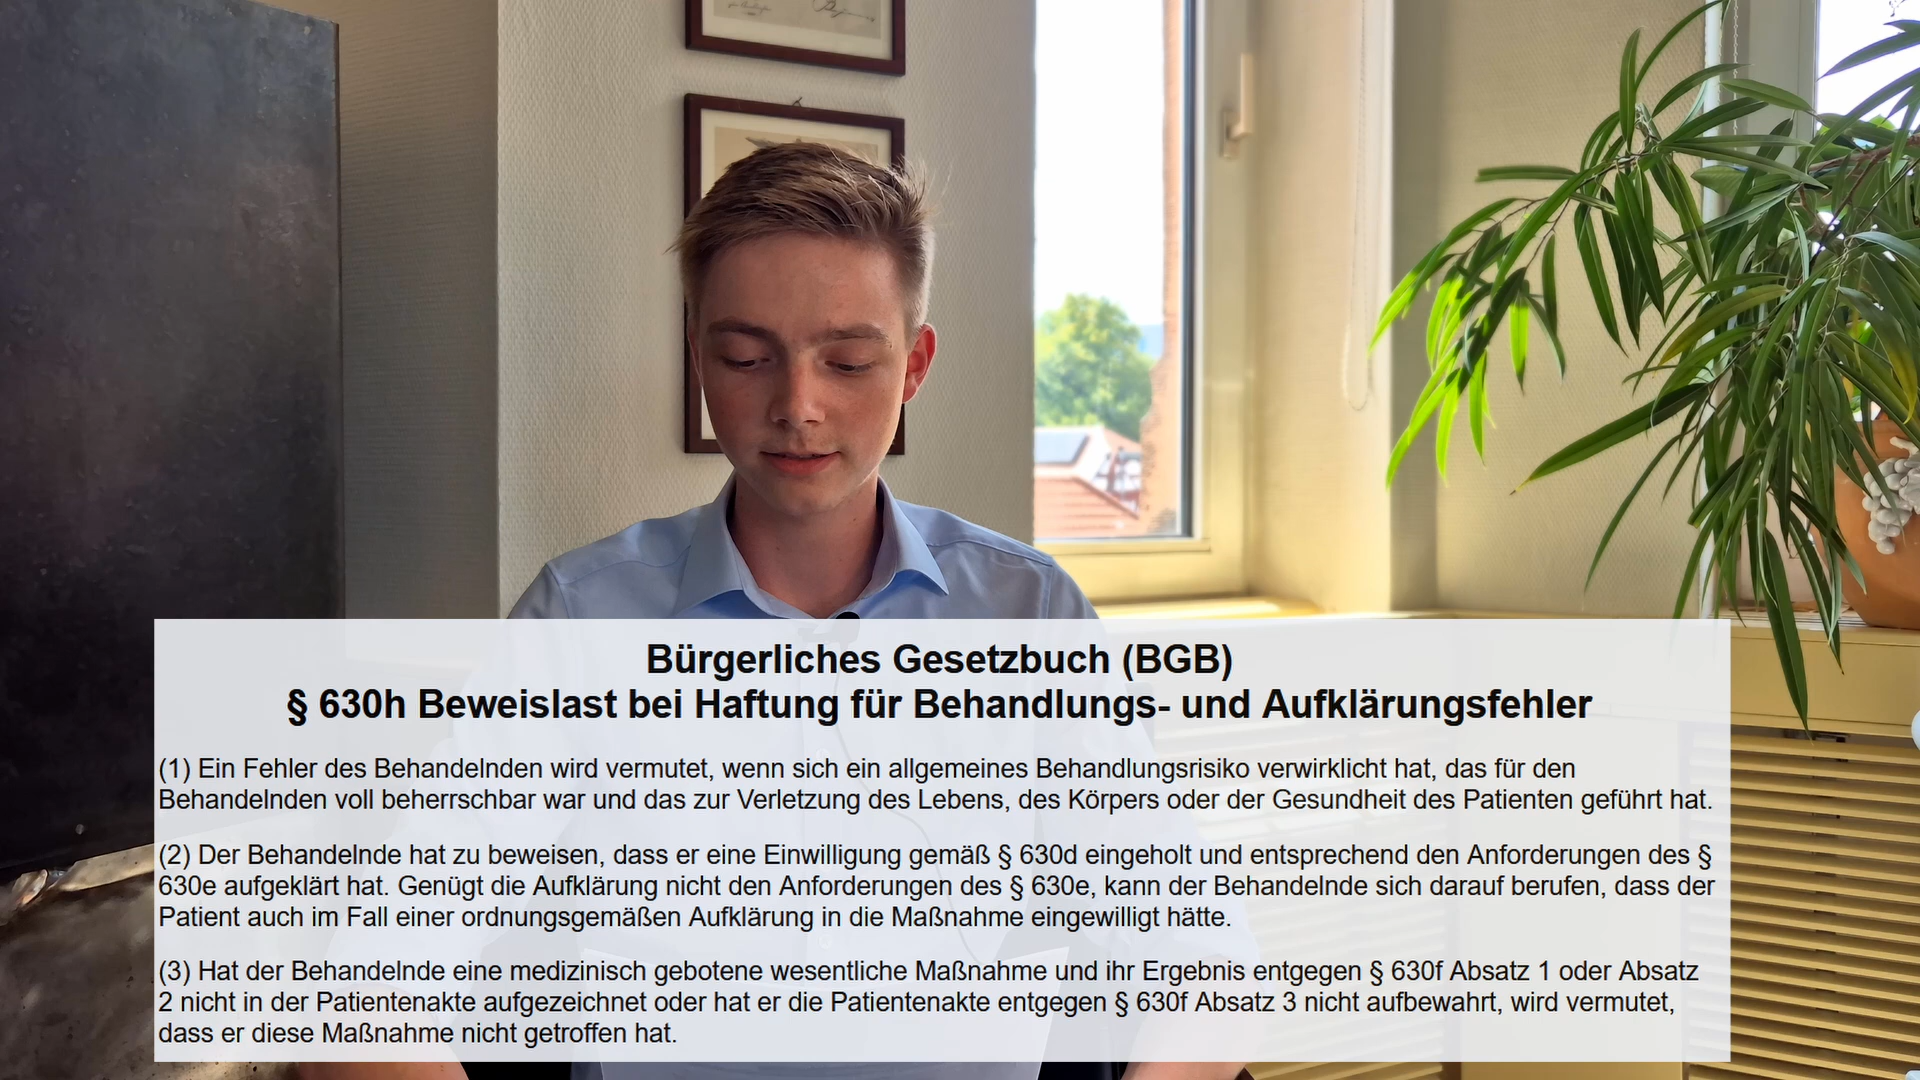 Bürgerliches Gesetzbuch (BGB)
§ 630h Beweislast bei Haftung für Behandlungs- und Aufklärungsfehler
(1) Ein Fehler des Behandelnden wird vermutet, wenn sich ein allgemeines Behandlungsrisiko verwirklicht hat, das für den
Behandelnden voll beherrschbar war und das zur Verletzung des Lebens, des Körpers oder der Gesundheit des Patienten geführt hat.
(2) Der Behandelnde hat zu beweisen, dass er eine Einwilligung gemäß § 630d eingeholt und entsprechend den Anforderungen des §
630e aufgeklärt hat. Genügt die Aufklärung nicht den Anforderungen des § 630e, kann der Behandelnde sich darauf berufen, dass der
Patient auch im Fall einer ordnungsgemäßen Aufklärung in die Maßnahme eingewilligt hätte.
(3) Hat der Behandelnde eine medizinisch gebotene wesentliche Maßnahme und ihr Ergebnis entgegen § 630f Absatz 1 oder Absatz
2 nicht in der Patientenakte aufgezeichnet oder hat er die Patientenakte entgegen § 630f Absatz 3 nicht aufbewahrt, wird vermutet,
dass er diese Maßnahme nicht getroffen hat.